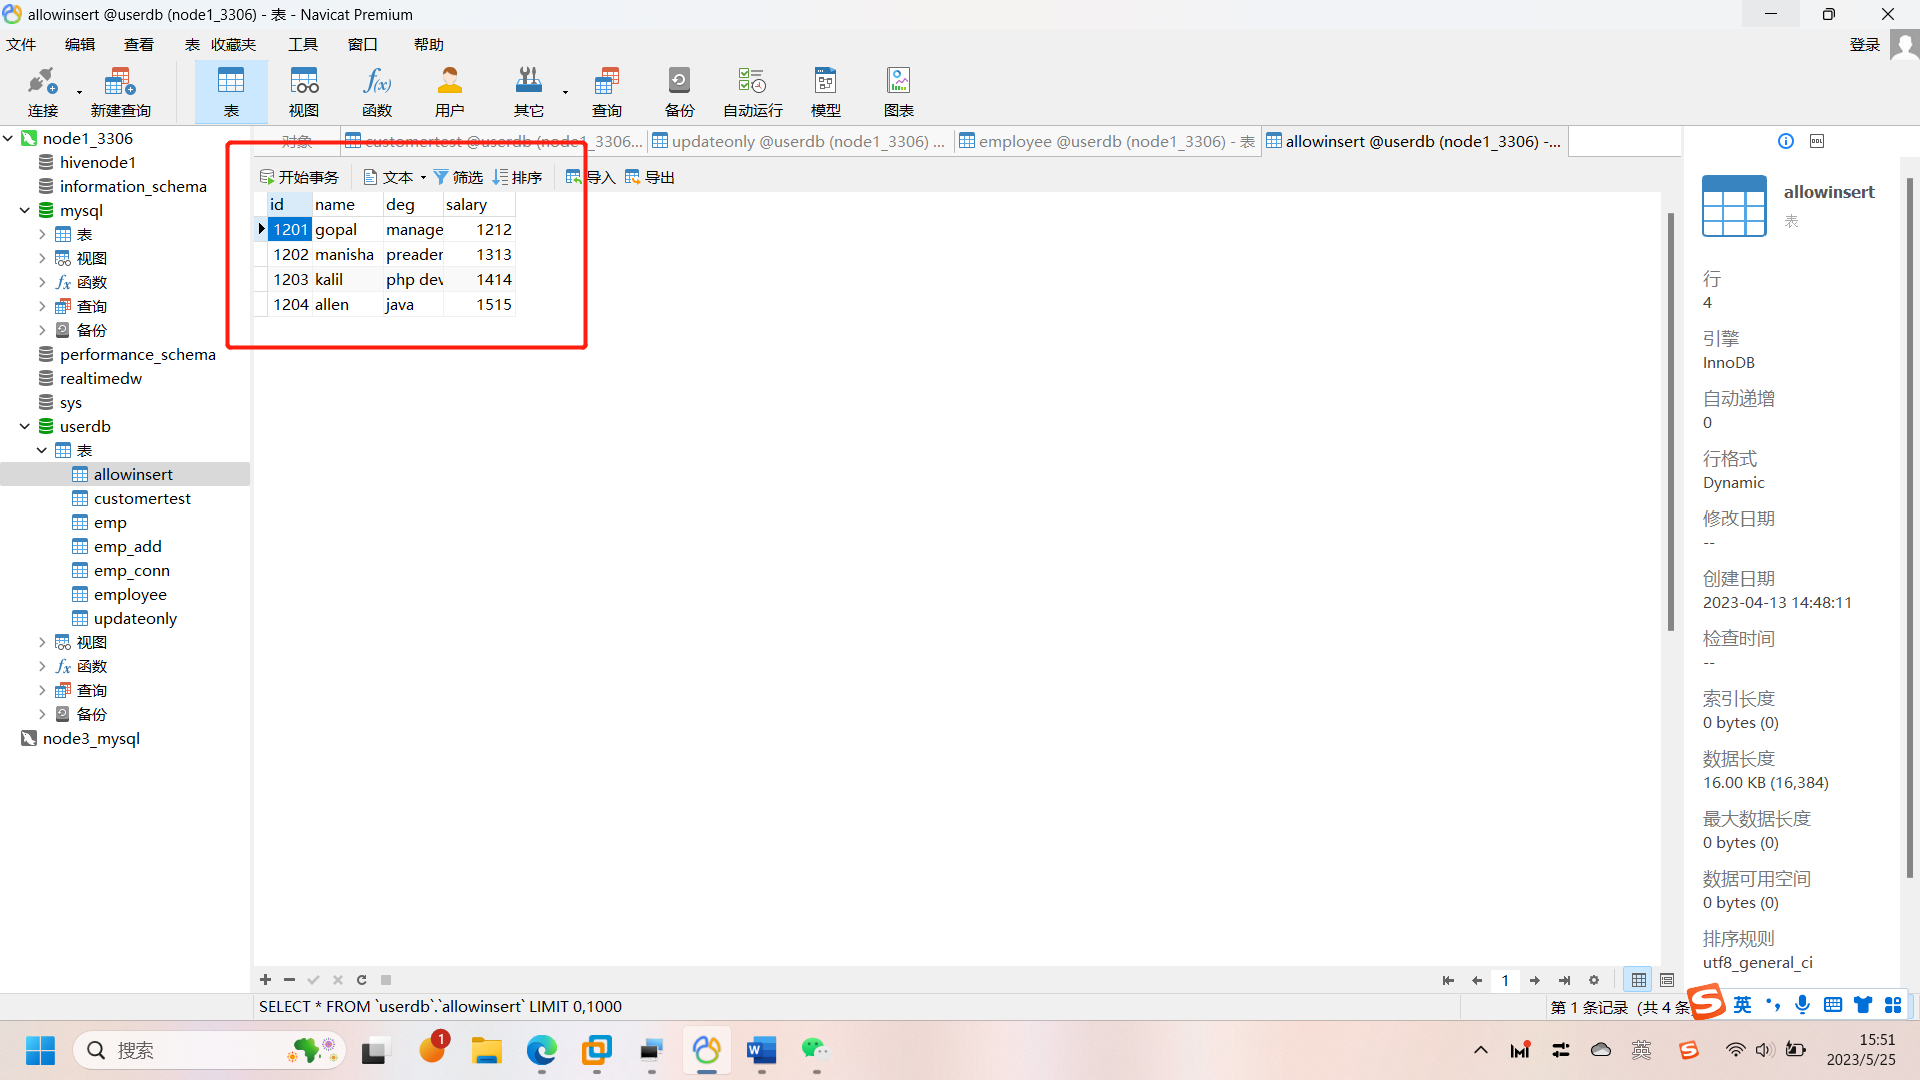 allowinsert @userdb (node1_3306) - 表 - Navicat Premium
文件 编辑 查看 表 收藏夹 工具 窗口 帮助 登录
连接 新建查询 表 视图 函数 用户 其它 查询 备份 自动运行 模型 图表
node1_3306
hivenode1
information_schema
mysql
表
视图
函数
查询
备份
performance_schema
realtimedw
sys
userdb
表
allowinsert
customertest
emp
emp_add
emp_conn
employee
updateonly
视图
函数
查询
备份
node3_mysql
对象 customertest @userdb (node1_3306... updateonly @userdb (node1_3306) ... employee @userdb (node1_3306) - 表 allowinsert @userdb (node1_3306) -...
开始事务 文本 筛选 排序 导入 导出
id name deg salary
1201 gopal manage 1212
1202 manisha preader 1313
1203 kalil php dev 1414
1204 allen java 1515
1
SELECT * FROM `userdb`.`allowinsert` LIMIT 0,1000
第 1 条记录 (共 4 条
DDL
allowinsert
表
行
4
引擎
InnoDB
自动递增
0
行格式
Dynamic
修改日期
--
创建日期
2023-04-13 14:48:11
检查时间
--
索引长度
0 bytes (0)
数据长度
16.00 KB (16,384)
最大数据长度
0 bytes (0)
数据可用空间
0 bytes (0)
排序规则
utf8_general_ci
英
搜索
1
英
15:51
2023/5/25